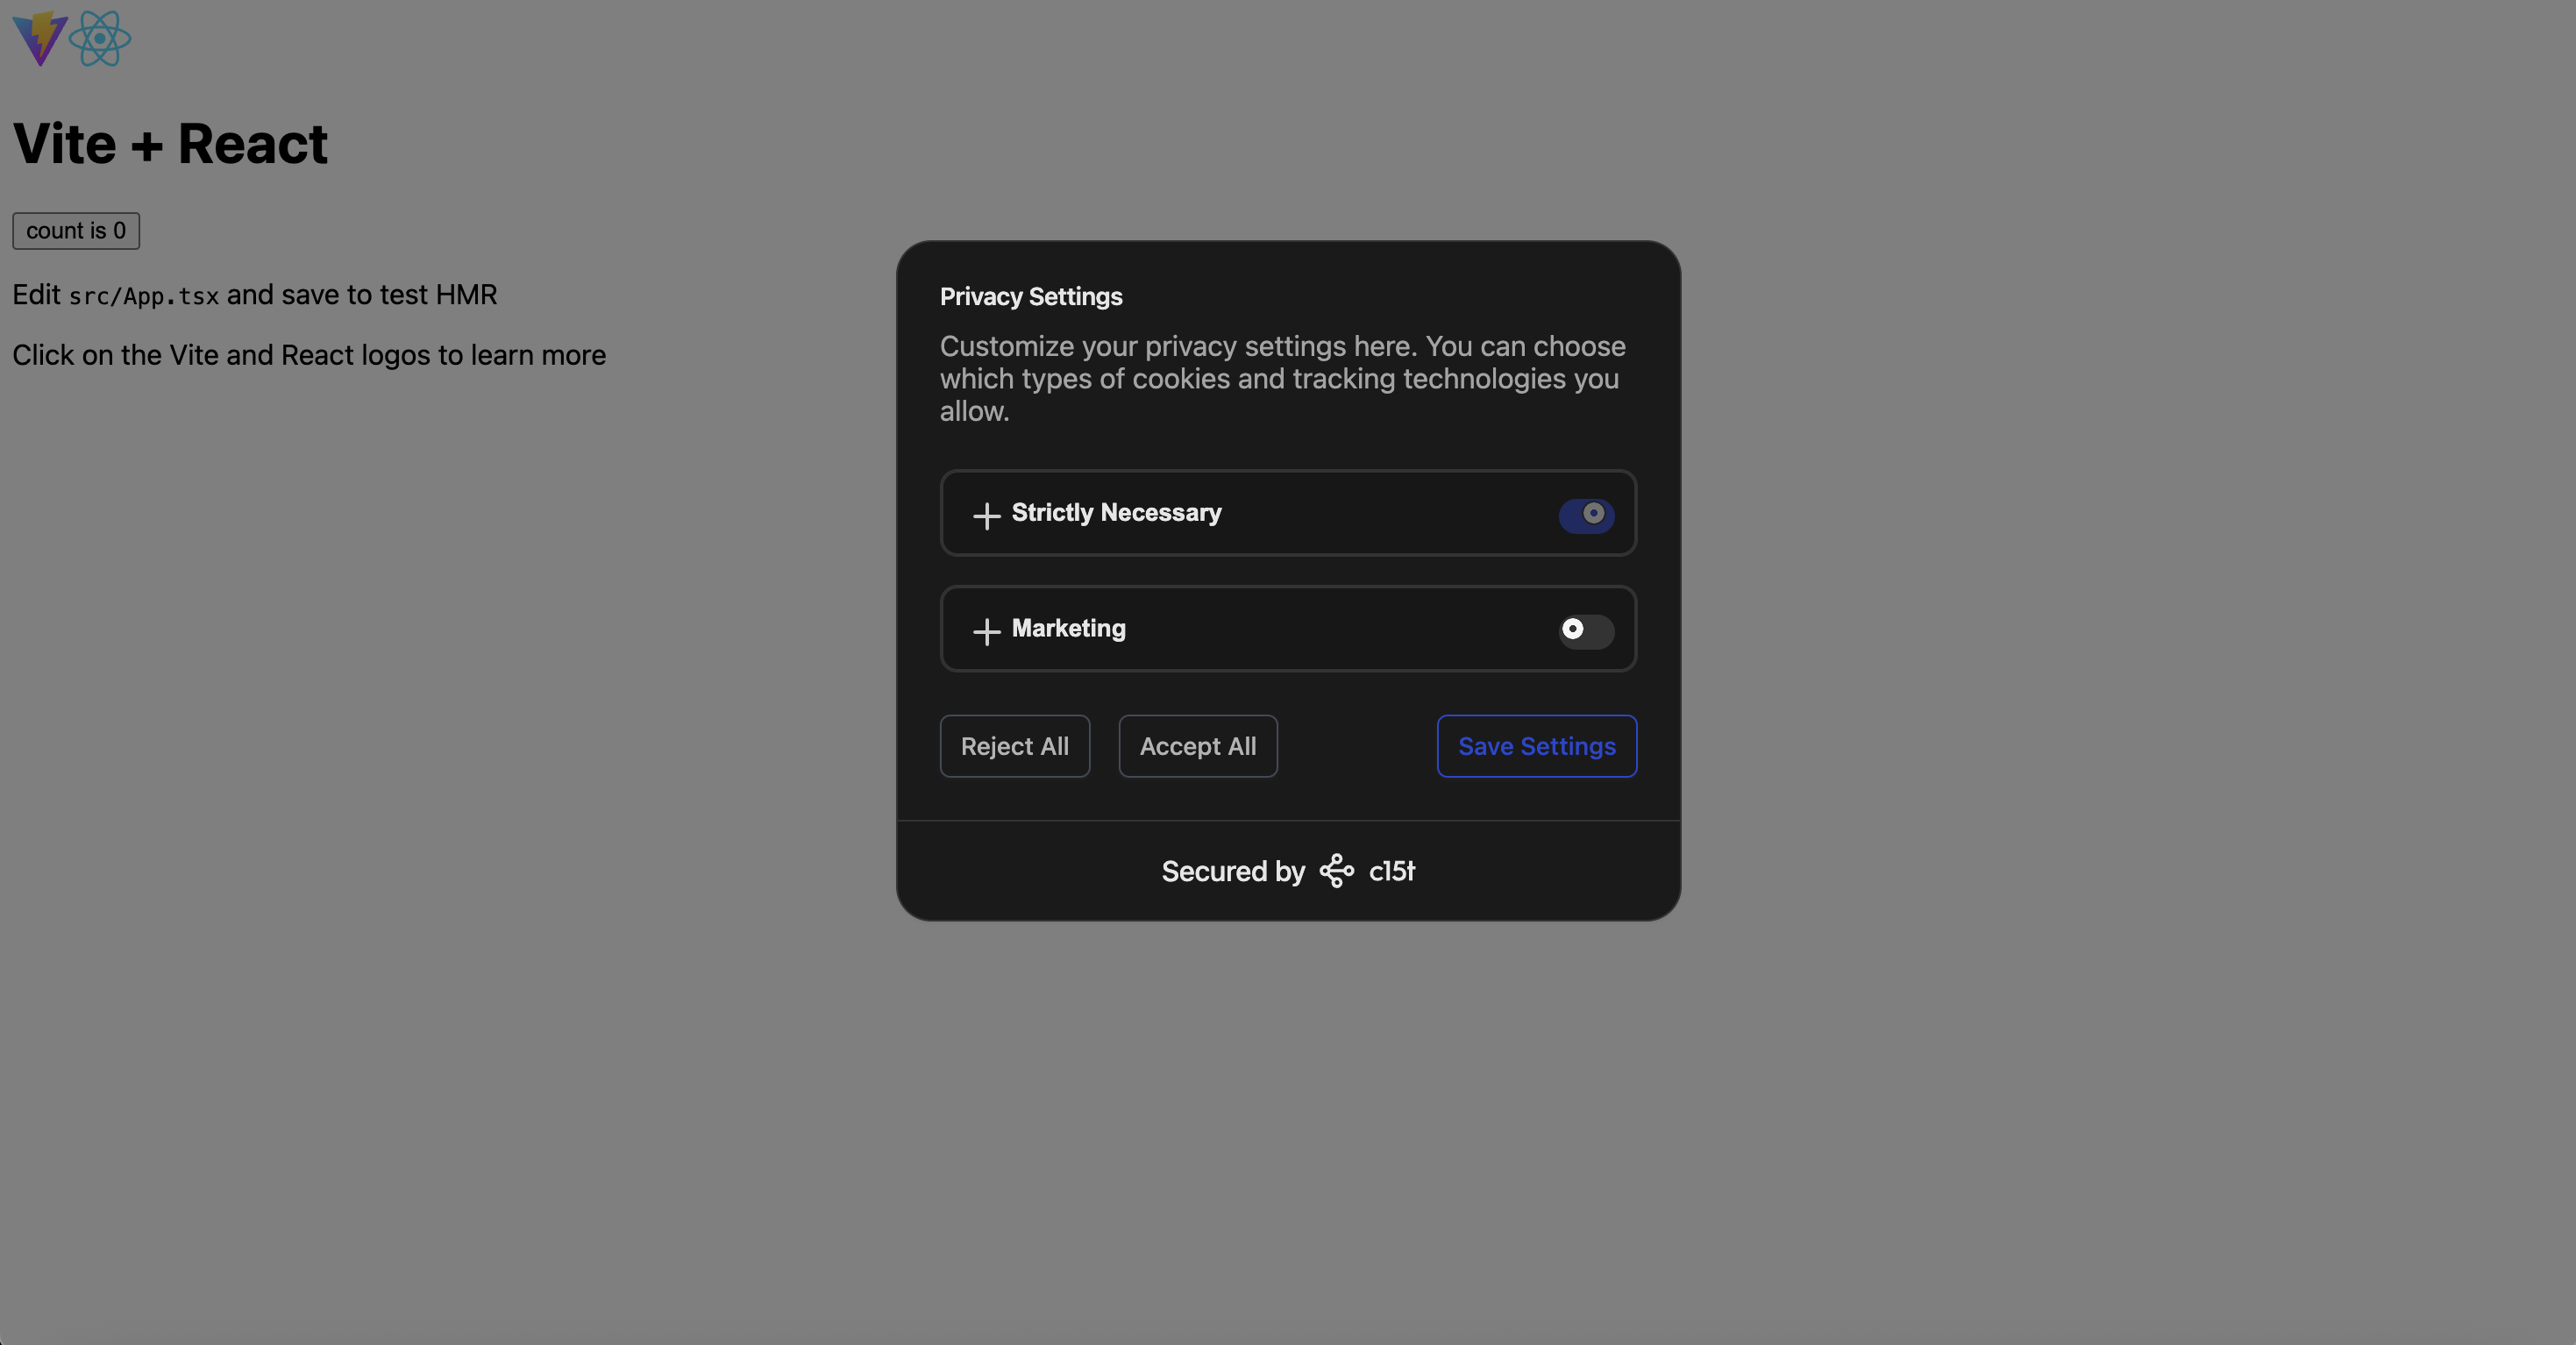 Vite + React
count is 0
Edit src/App.tsx and save to test HMR
Click on the Vite and React logos to learn more
Privacy Settings
Customize your privacy settings here. You can choose
which types of cookies and tracking technologies you
allow.
Strictly Necessary
Marketing
Reject All
Accept All
Save Settings
Secured by c15t